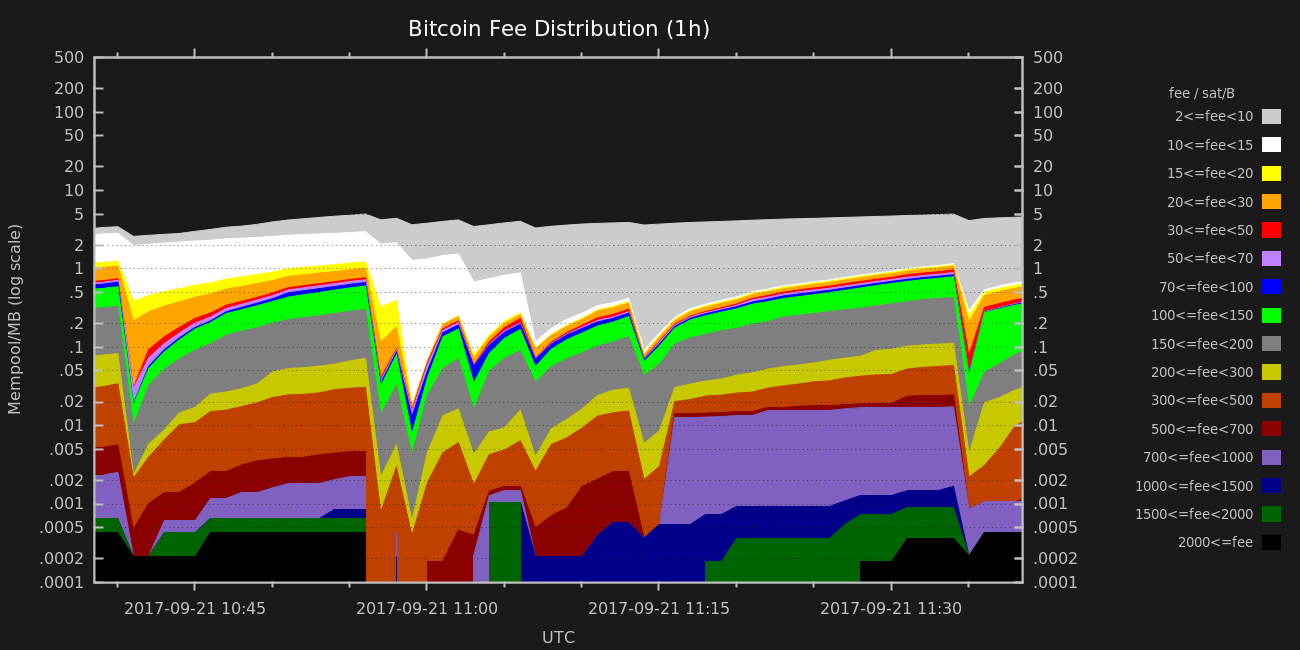 Bitcoin Fee Distribution (1h)
500 500
200 200
100 100
50 50
20 20
10 10
5 5
2 2
1 1
.5 .5
.2 .2
.1 .1
.05 .05
.02 .02
.01 .01
.005 .005
.002 .002
.001 .001
.0005 .0005
.0002 .0002
.0001 .0001
Mempool/MB (log scale)
2017-09-21 10:45 2017-09-21 11:00 2017-09-21 11:15 2017-09-21 11:30
UTC
fee / sat/B
2<=fee<10
10<=fee<15
15<=fee<20
20<=fee<30
30<=fee<50
50<=fee<70
70<=fee<100
100<=fee<150
150<=fee<200
200<=fee<300
300<=fee<500
500<=fee<700
700<=fee<1000
1000<=fee<1500
1500<=fee<2000
2000<=fee